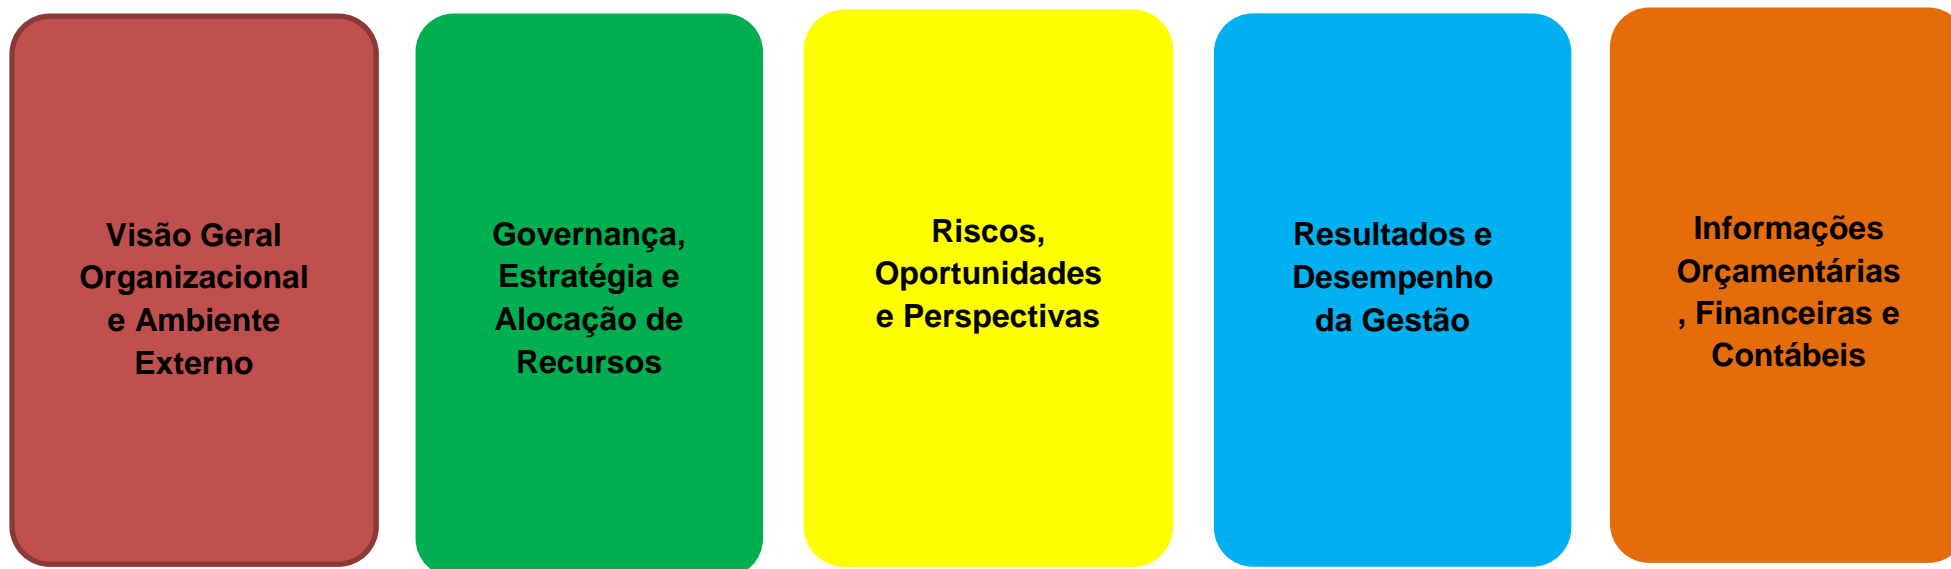 Visão Geral
Organizacional
e Ambiente
Externo
Governança,
Estratégia e
Alocação de
Recursos
Riscos,
Oportunidades
e Perspectivas
Resultados e
Desempenho
da Gestão
Informações
Orçamentárias
, Financeiras e
Contábeis